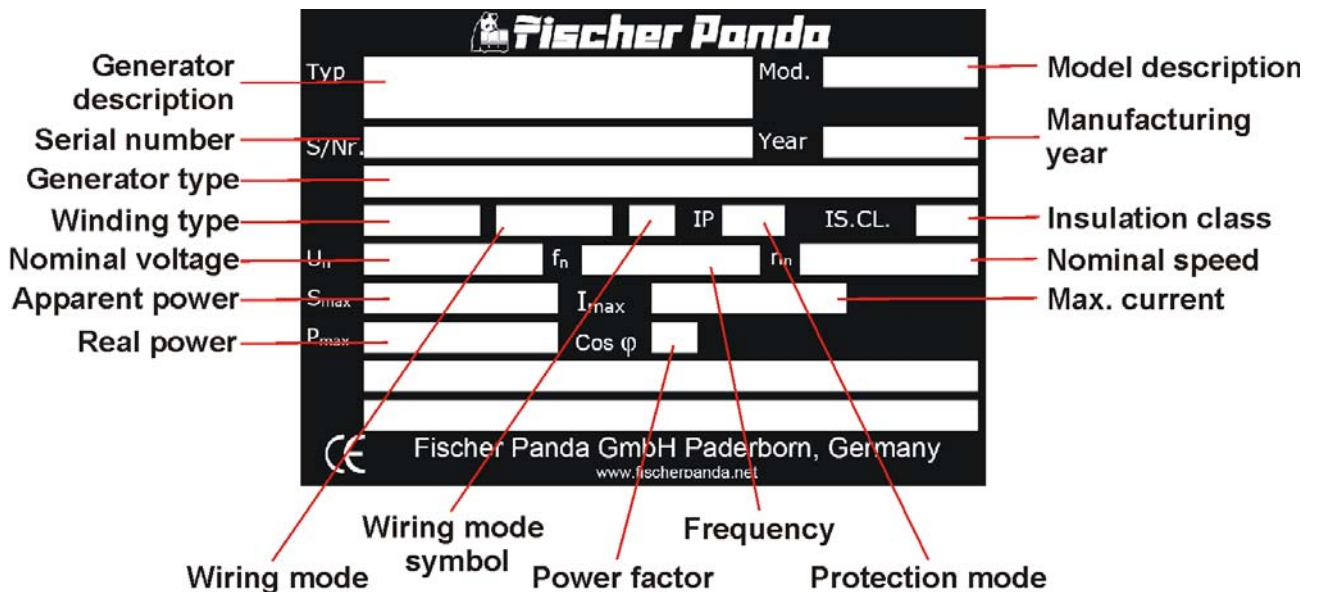 Fischer Panda
Generator description
Typ
Mod.
Model description
Serial number
S/Nr.
Year
Manufacturing year
Generator type
Winding type
IP
IS.CL.
Insulation class
Nominal voltage
Un
fn
nn
Nominal speed
Apparent power
Smax
Imax
Max. current
Real power
Pmax
Cos φ
CE
Fischer Panda GmbH Paderborn, Germany
www.fischerpanda.net
Wiring mode symbol
Frequency
Wiring mode
Power factor
Protection mode